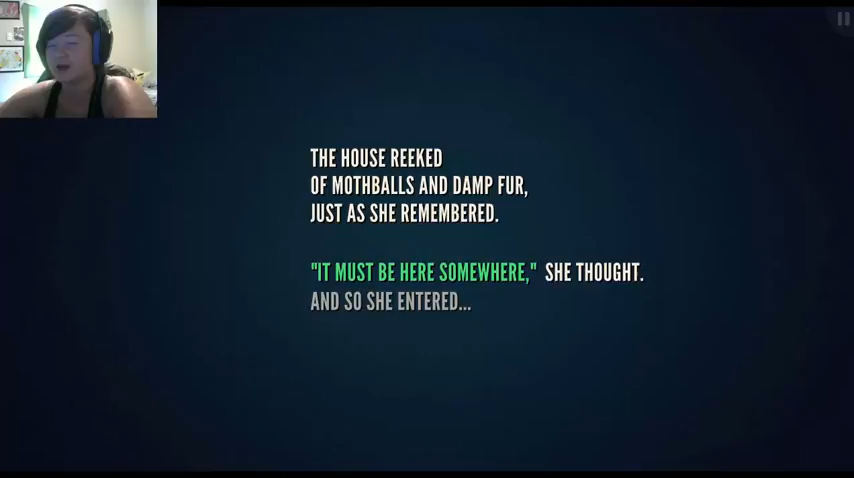 THE HOUSE REEKED
OF MOTHBALLS AND DAMP FUR,
JUST AS SHE REMEMBERED.
"IT MUST BE HERE SOMEWHERE," SHE THOUGHT.
AND SO SHE ENTERED...